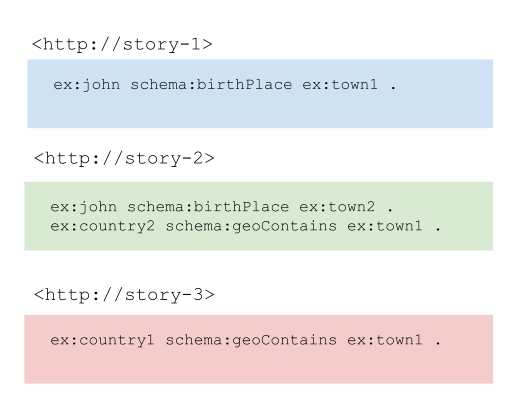 <http://story-1>
ex:john schema:birthPlace ex:town1 .
<http://story-2>
ex:john schema:birthPlace ex:town2 .
ex:country2 schema:geoContains ex:town1 .
<http://story-3>
ex:country1 schema:geoContains ex:town1 .